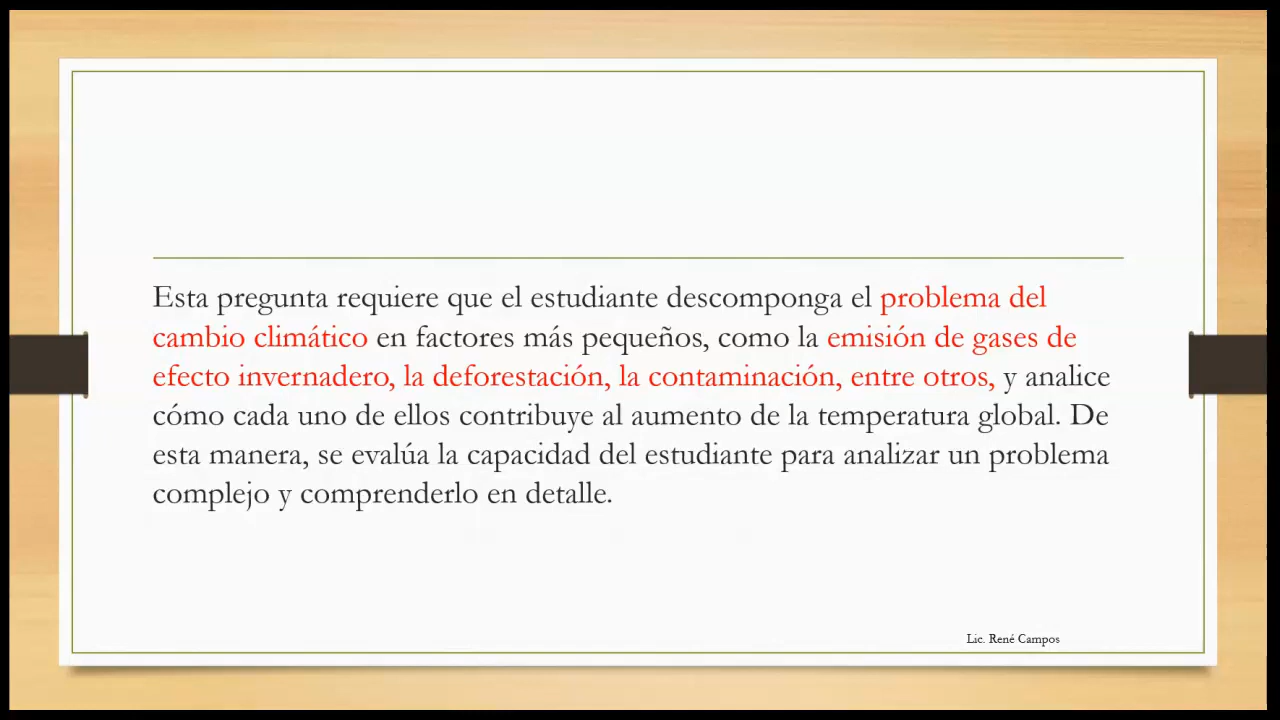 Esta pregunta requiere que el estudiante descomponga el problema del
cambio climático en factores más pequeños, como la emisión de gases de
efecto invernadero, la deforestación, la contaminación, entre otros, y analice
cómo cada uno de ellos contribuye al aumento de la temperatura global. De
esta manera, se evalúa la capacidad del estudiante para analizar un problema
complejo y comprenderlo en detalle.
Lic. René Campos